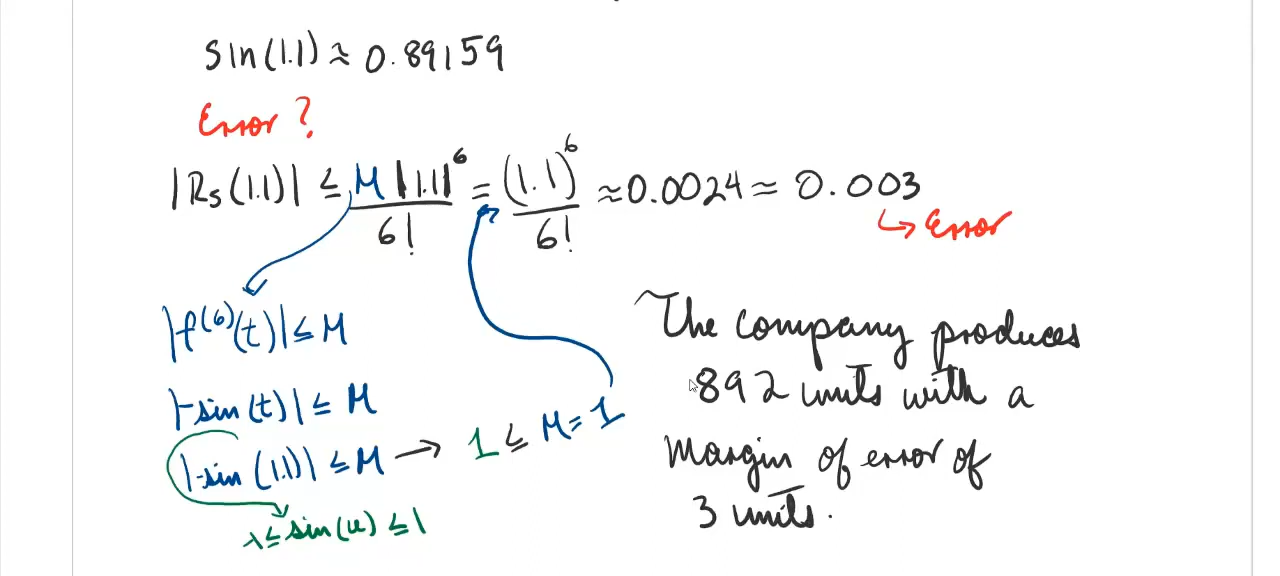 sin(1.1) ≈ 0.89159
Error?
|R5(1.1)| ≤ M|1.1|^6 / 6! = (1.1)^6 / 6! ≈ 0.0024 ≈ 0.003
↳ Error
|f^(6)(t)| ≤ M
|-sin(t)| ≤ M
|-sin(1.1)| ≤ M → 1 ≤ M = 1
≤ sin(u) ≤ 1
The company produces
892 units with a
margin of error of
3 units.